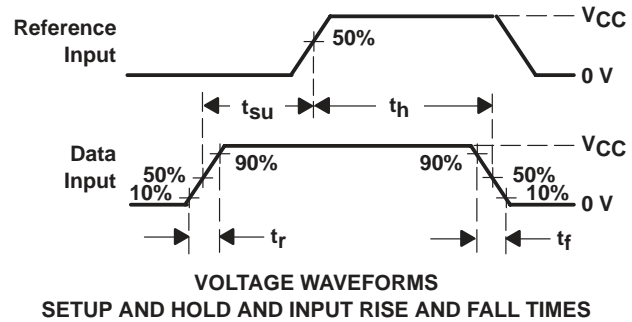 Reference
Input
50%
VCC
0 V
tsu
th
Data
Input
50%
10%
90%
90%
VCC
50%
10%
0 V
tr
tf
VOLTAGE WAVEFORMS
SETUP AND HOLD AND INPUT RISE AND FALL TIMES